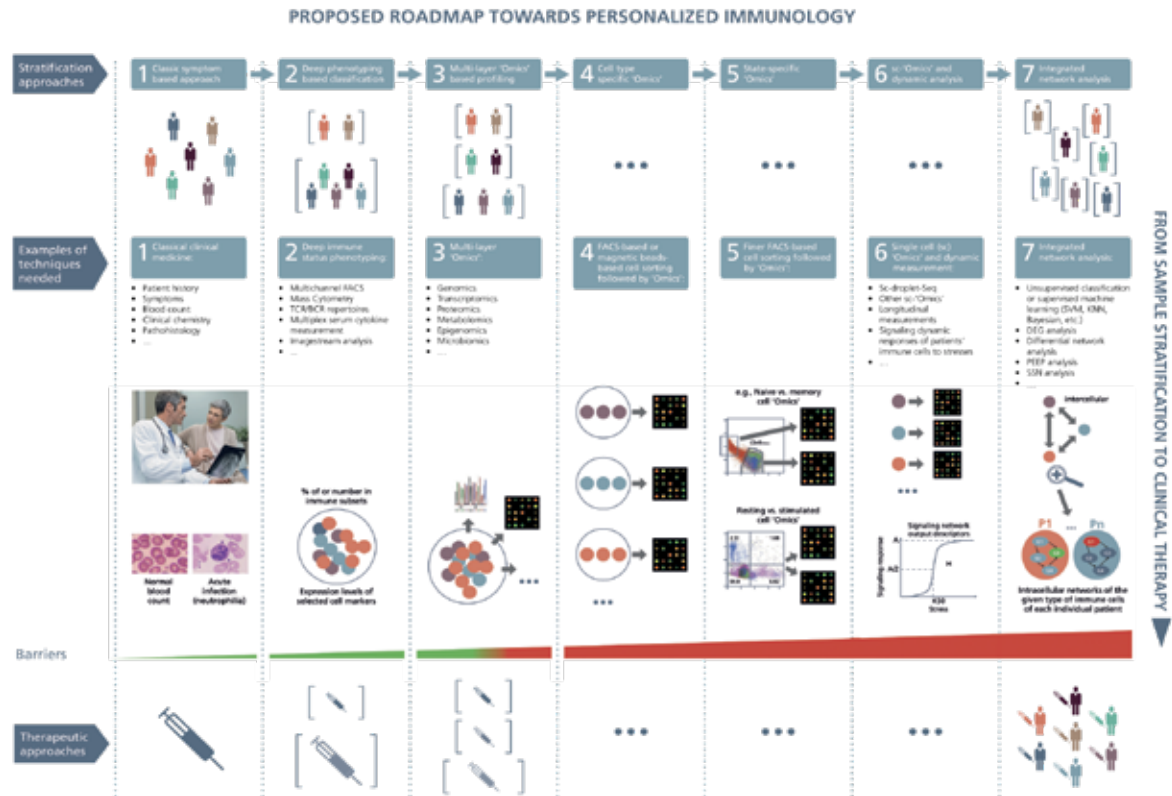 PROPOSED ROADMAP TOWARDS PERSONALIZED IMMUNOLOGY
Stratification
approaches
1 Classic symptom
based approach
2 Deep phenotyping
based classification
3 Multi-layer 'Omics'
based profiling
4 Cell type
specific 'Omics'
5 State-specific
'Omics'
6 sc-'Omics' and
dynamic analysis
7 Integrated
network analysis
Examples of
techniques
needed
1 Classical clinical
medicine:
• Patient history
• Symptoms
• Blood count
• Clinical chemistry
• Pathohistology
• ...
2 Deep immune
status phenotyping:
• Multichannel FACS
• Mass Cytometry
• TCR/BCR repertoires
• Multiplex serum cytokine
measurement
• Imagestream analysis
• ...
3 Multi layer
'Omics':
• Genomics
• Transcriptomics
• Proteomics
• Metabolomics
• Epigenomics
• Microbiomics
• ....
4 FACS-based or
magnetic beads-
based cell sorting
followed by 'Omics':
5 Finer FACS-based
cell sorting followed
by 'Omics':
6 Single cell (sc)
'Omics' and dynamic
measurement:
• Sc-droplet-Seq
• Other sc-'Omics'
• Longitudinal
measurements
• Signaling dynamic
responses of patients'
immune cells to stresses
• ....
7 Integrated
network analysis:
• Unsupervised classification
or supervised machine
learning (SVM, KNN,
Bayesian, etc.)
• DEG analysis
• Differential network
analysis
• PEEP analysis
• SSN analysis
• ....
Normal
blood
count
Acute
infection
(neutrophilia)
% of or number in
immune subsets
Expression levels of
selected cell markers
e.g., Naive vs. memory
cell 'Omics'
Resting vs. stimulated
cell 'Omics'
Signaling network
output descriptors
Signaling response
A
A/2
H
K50
Stress
Intercellular
P1
...
Pn
Intracellular networks of the
given type of immune cells
of each individual patient
FROM SAMPLE STRATIFICATION TO CLINICAL THERAPY
Barriers
Therapeutic
approaches